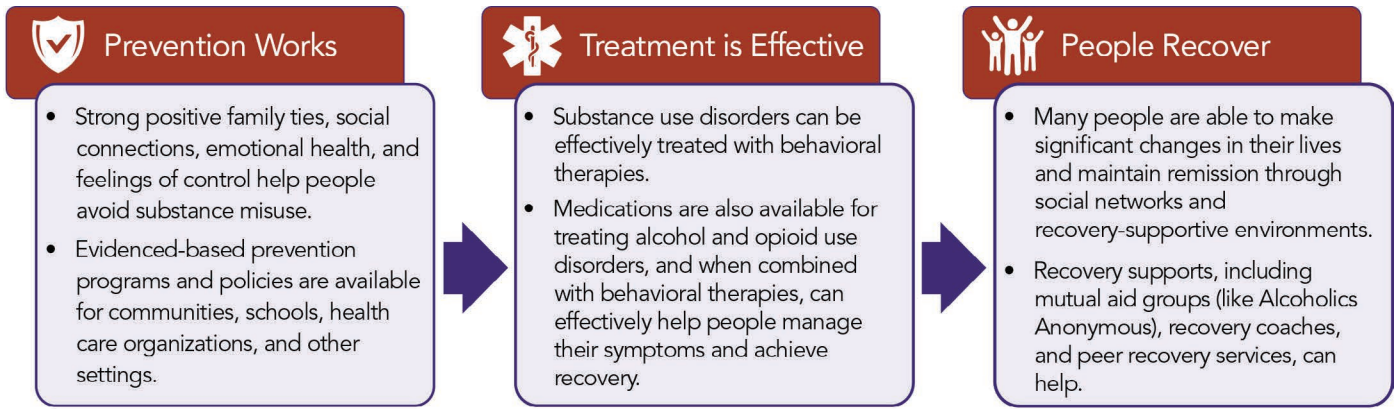 Prevention Works
• Strong positive family ties, social
connections, emotional health, and
feelings of control help people
avoid substance misuse.
• Evidenced-based prevention
programs and policies are available
for communities, schools, health
care organizations, and other
settings.
Treatment is Effective
• Substance use disorders can be
effectively treated with behavioral
therapies.
• Medications are also available for
treating alcohol and opioid use
disorders, and when combined
with behavioral therapies, can
effectively help people manage
their symptoms and achieve
recovery.
People Recover
• Many people are able to make
significant changes in their lives
and maintain remission through
social networks and
recovery-supportive environments.
• Recovery supports, including
mutual aid groups (like Alcoholics
Anonymous), recovery coaches,
and peer recovery services, can
help.